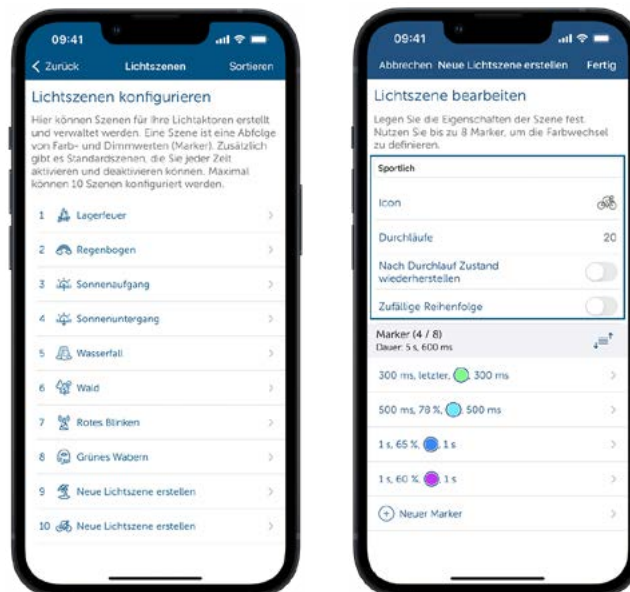 09:41
Zurück Lichtszenen Sortieren
Lichtszenen konfigurieren
Hier können Szenen für Ihre Lichtaktoren erstellt
und verwaltet werden. Eine Szene ist eine Abfolge
von Farb- und Dimmwerten (Marker). Zusätzlich
gibt es Standardszenen, die Sie jeder Zeit
aktivieren und deaktivieren können. Maximal
können 10 Szenen konfiguriert werden.
1 Lagerfeuer
2 Regenbogen
3 Sonnenaufgang
4 Sonnenuntergang
5 Wasserfall
6 Wald
7 Rotes Blinken
8 Grünes Wabern
9 Neue Lichtszene erstellen
10 Neue Lichtszene erstellen
09:41
Abbrechen Neue Lichtszene erstellen Fertig
Lichtszene bearbeiten
Legen Sie die Eigenschaften der Szene fest.
Nutzen Sie bis zu 8 Marker, um die Farbwechsel
zu definieren.
Sportlich
Icon
Durchläufe 20
Nach Durchlauf Zustand
wiederherstellen
Zufällige Reihenfolge
Marker (4 / 8)
Dauer: 5 s, 600 ms
300 ms, letzter, 300 ms
500 ms, 78 %, 500 ms
1 s, 65 %, 1 s
1 s, 60 %, 1 s
Neuer Marker